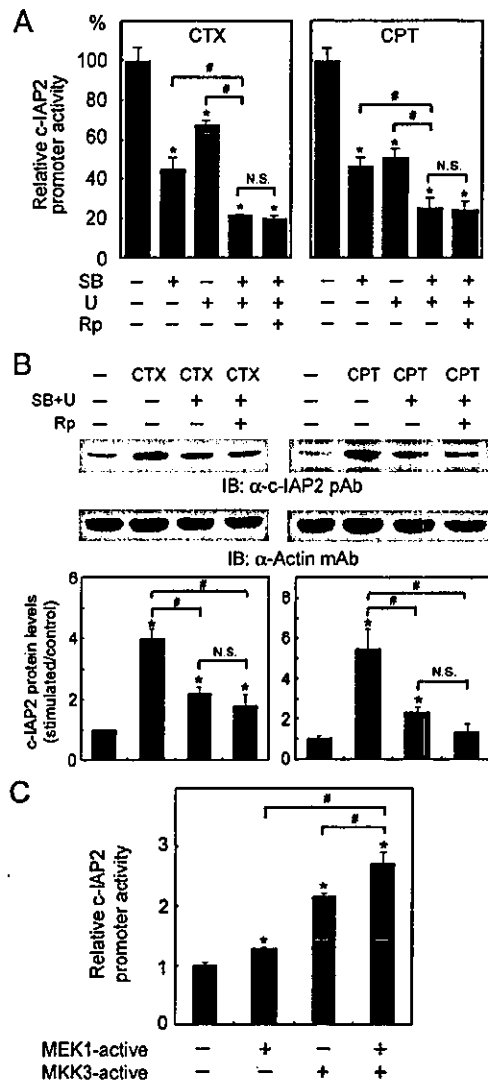 A
%
CTX
CPT
Relative c-IAP2
promoter activity
100
80
60
40
20
0
#
#
*
*
N.S.
*
*
#
#
*
*
N.S.
*
*
SB − + − + + − + − + +
U − − + + + − − + + +
Rp + +
B
− CTX CTX CTX − CPT CPT CPT
SB+U − − + + − − + +
Rp − − − + − − − +
IB: α-c-IAP2 pAb
IB: α-Actin mAb
c-IAP2 protein levels
(stimulated/control)
6
4
2
0
#
#
*
N.S.
*
*
8
6
4
2
0
#
#
*
N.S.
*
C
Relative c-IAP2
promoter activity
3
2
1
0
#
#
*
*
*
MEK1-active − + − +
MKK3-active − − + +